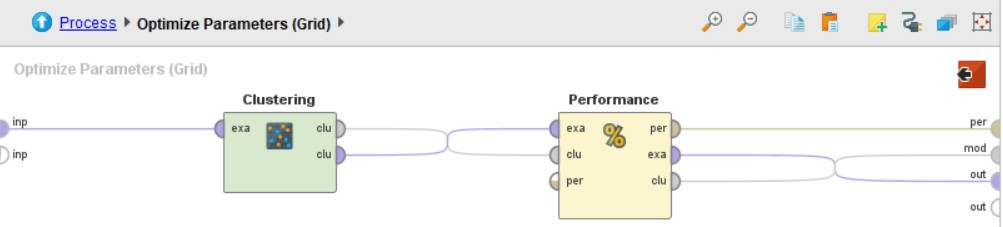 Process Optimize Parameters (Grid)
Optimize Parameters (Grid)
Clustering Performance
inp exa clu exa % per per
inp clu clu exa mod
per clu out
out